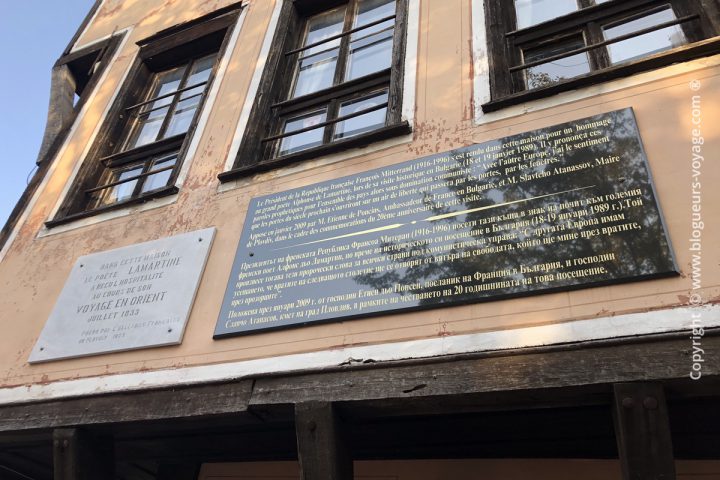 DANS CETTE MAISON
LE POÈTE LAMARTINE
A REÇU L'HOSPITALITÉ
AU COURS DE SON
VOYAGE EN ORIENT
JUILLET 1833
Le Président de la République française François Mitterrand (1916-1996) s'est rendu dans cette maison pour un hommage
au grand poète Alphonse de Lamartine, lors de sa visite historique en Bulgarie (18 et 19 janvier 1989). Il y prononça ces
paroles prophétiques pour l'ensemble des pays alors sous domination communiste : " Avec l'autre Europe, j'ai le sentiment
que les portes du siècle prochain s'ouvriront sur un air de liberté, qui passera par les portes, par les fenêtres."
Apposé en janvier 2009 par M. Etienne de Poncins, Ambassadeur de France en Bulgarie, et M. Slavtcho Atanassov, Maire
de Plovdiv, dans le cadre des commémorations du 20ème anniversaire de cette visite.
Президентът на френската Република Франсоа Митеран (1916-1996) посети тази къща в знак на почит към големия
френски поет Алфонс дьо Ламартин, по време на историческото си посещение в България (18-19 януари 1989 г.).Той
произнесе тогава тези пророчески слова за всички страни под комунистическа управа: "С другата Европа имам
усещането, че вратите на следващото столетие ще се отворят от вятъра на свободата, който ще мине през вратите,
през прозорците".
Положена през януари 2009 г. от господин Етиен дьо Понсен, посланик на Франция в България, и господин
Славчо Атанасов, кмет на град Пловдив, в рамките на честването на 20 годишнината на това посещение.
Copyright © www.blogueurs-voyage.com ®